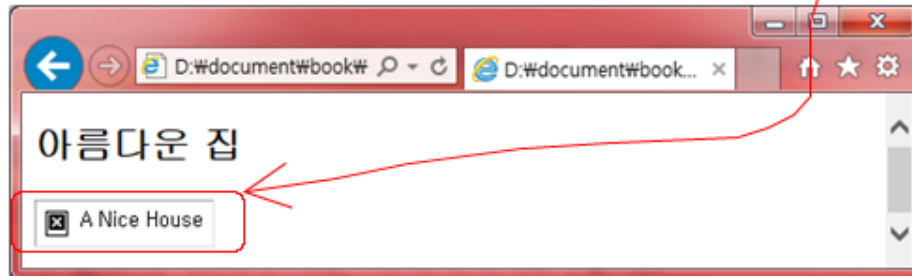 D:₩document₩book₩
D:₩document₩book...
아름다운 집
A Nice House